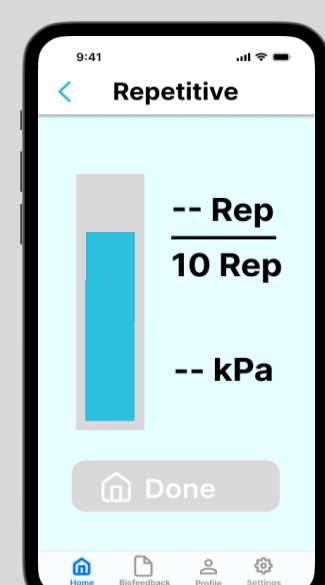 9:41
Repetitive
-- Rep
10 Rep
-- kPa
Done
Home Biofeedback Profile Settings